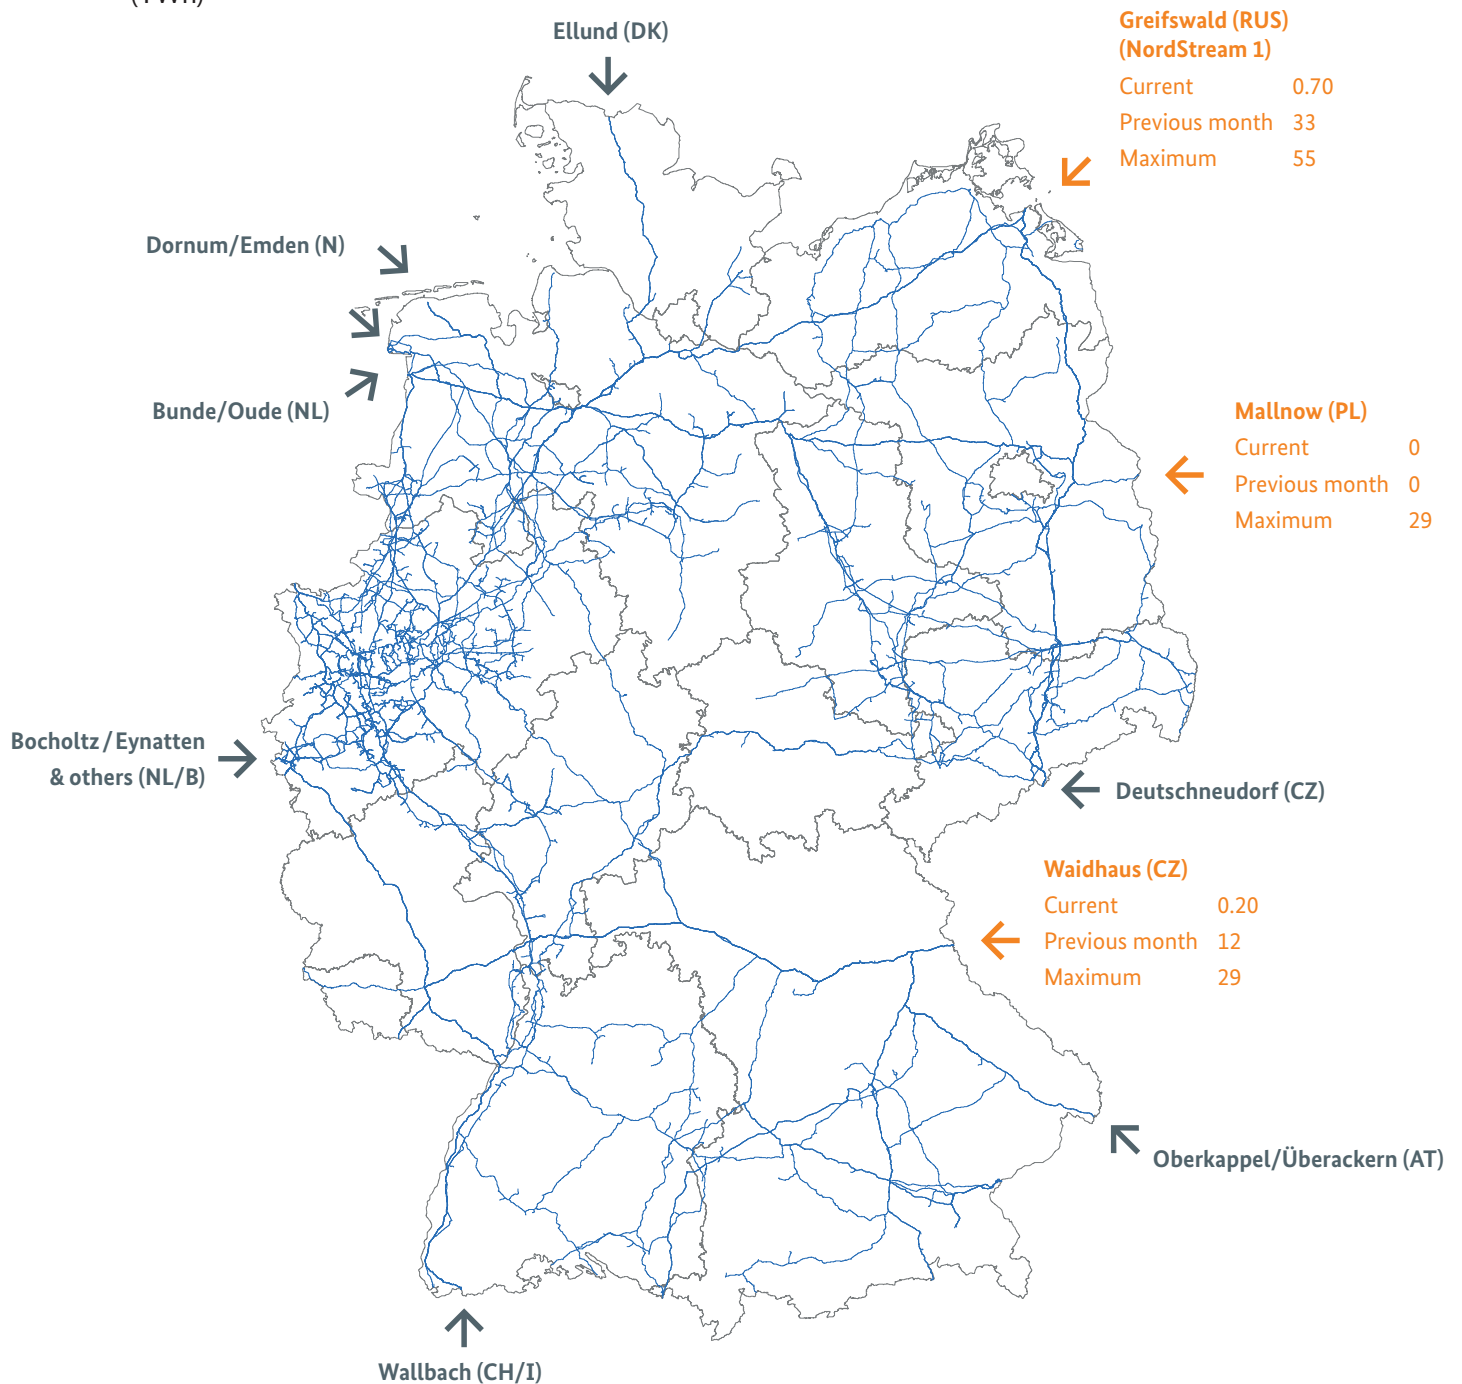 (TWh)
Ellund (DK)
Greifswald (RUS)
(NordStream 1)
Current 0.70
Previous month 33
Maximum 55
Dornum/Emden (N)
Bunde/Oude (NL)
Mallnow (PL)
Current 0
Previous month 0
Maximum 29
Bocholtz / Eynatten
& others (NL/B)
Deutschneudorf (CZ)
Waidhaus (CZ)
Current 0.20
Previous month 12
Maximum 29
Oberkappel/Überackern (AT)
Wallbach (CH/I)